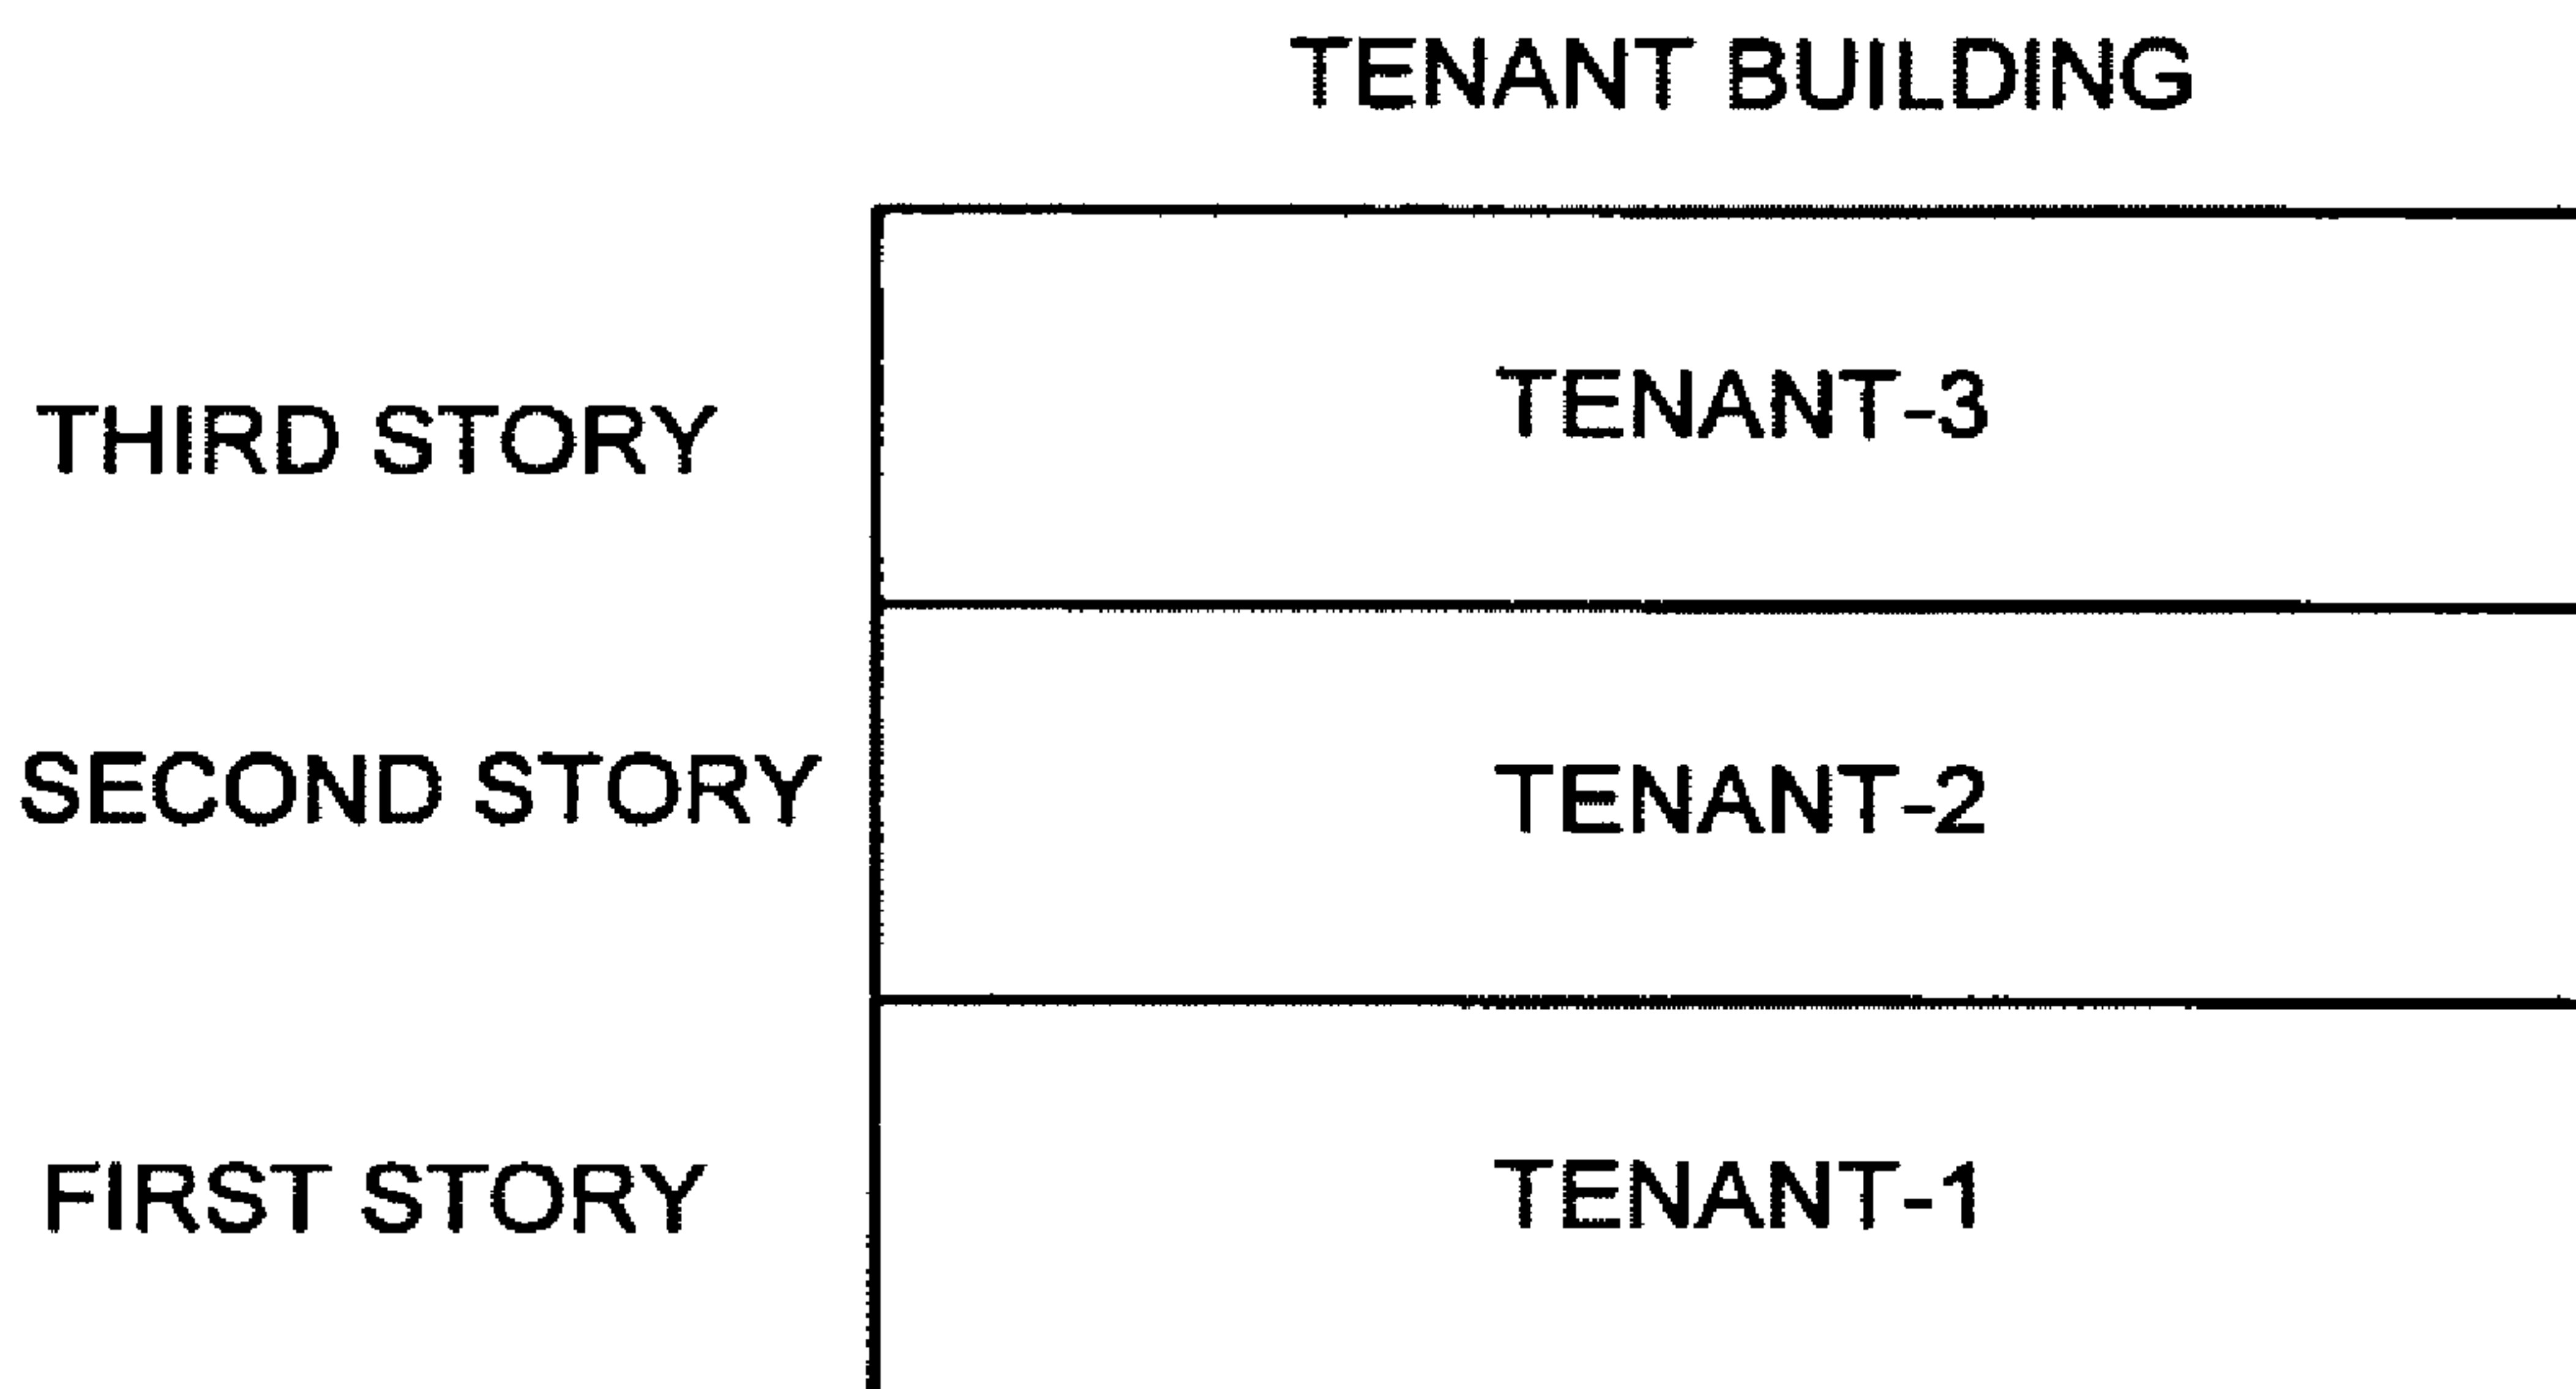 TENANT BUILDING
THIRD STORY
TENANT-3
SECOND STORY
TENANT-2
FIRST STORY
TENANT-1